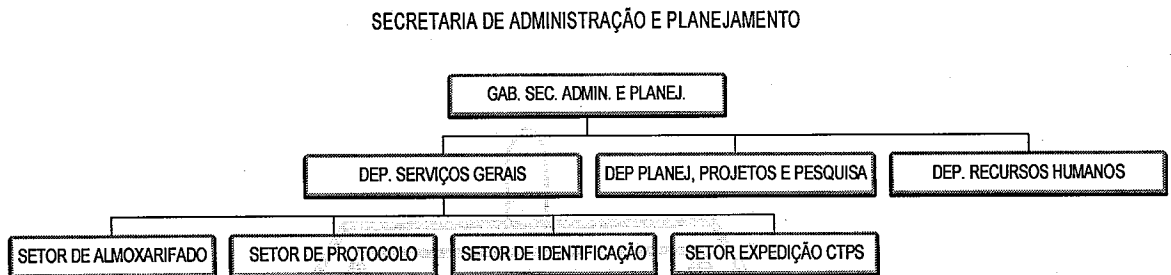 SECRETARIA DE ADMINISTRAÇÃO E PLANEJAMENTO
GAB. SEC. ADMIN. E PLANEJ.
DEP. SERVIÇOS GERAIS
DEP PLANEJ, PROJETOS E PESQUISA
DEP. RECURSOS HUMANOS
SETOR DE ALMOXARIFADO
SETOR DE PROTOCOLO
SETOR DE IDENTIFICAÇÃO
SETOR EXPEDIÇÃO CTPS